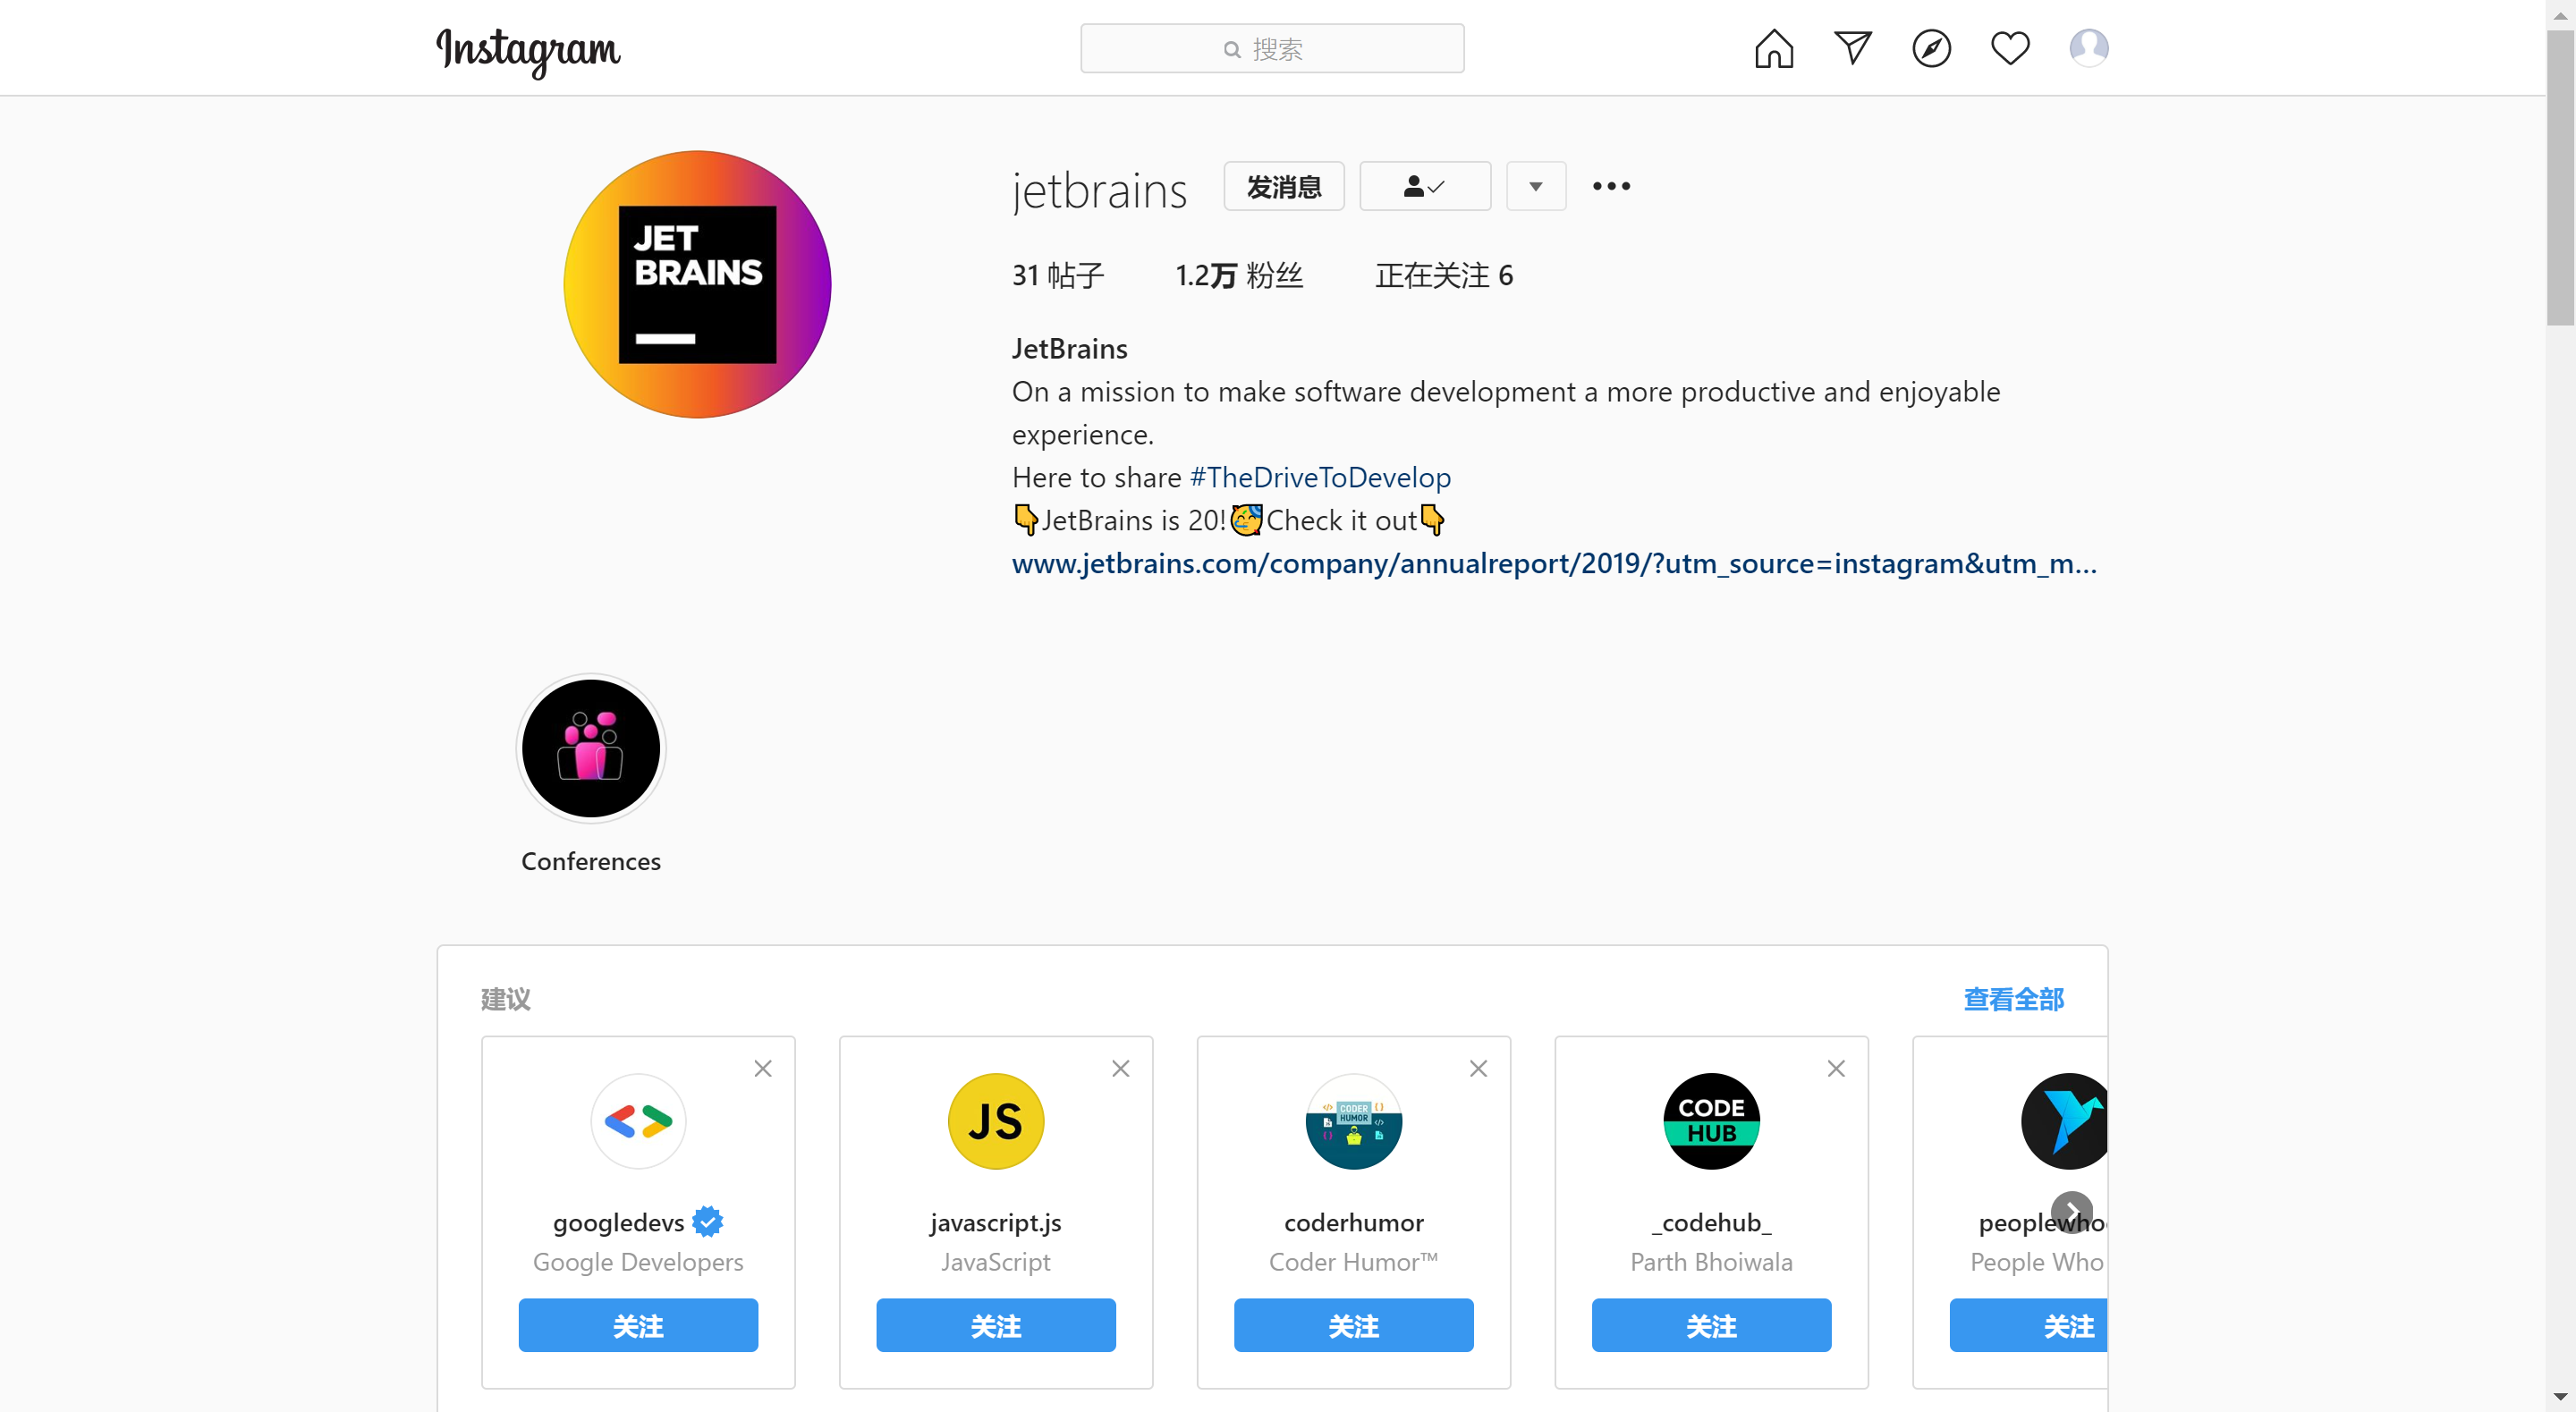 Instagram
搜索
JET
BRAINS
jetbrains 发消息
31 帖子 1.2万 粉丝 正在关注 6
JetBrains
On a mission to make software development a more productive and enjoyable
experience.
Here to share #TheDriveToDevelop
👇JetBrains is 20!🥳Check it out👇
www.jetbrains.com/company/annualreport/2019/?utm_source=instagram&utm_m...
Conferences
建议 查看全部
JS
CODER
HUMOR
CODE
HUB
googledevs javascript.js coderhumor _codehub_ peoplewho
Google Developers JavaScript Coder Humor™ Parth Bhoiwala People Who
关注 关注 关注 关注 关注